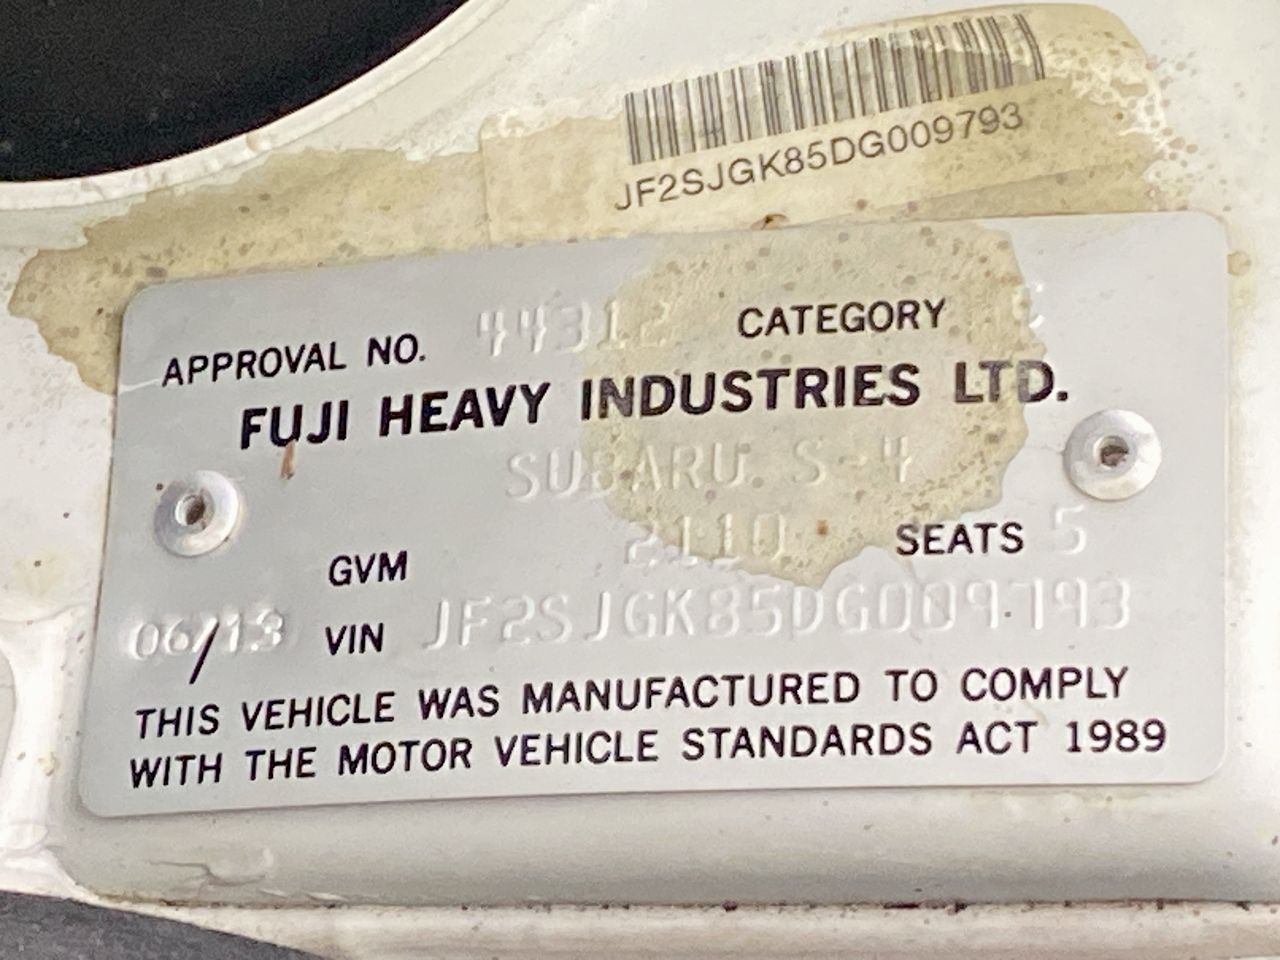 JF2SJGK85DG009793
APPROVAL NO. 44312 CATEGORY
FUJI HEAVY INDUSTRIES LTD.
SUBARU S-4
GVM 2110 SEATS 5
06/13 VIN JF2SJGK85DG009793
THIS VEHICLE WAS MANUFACTURED TO COMPLY
WITH THE MOTOR VEHICLE STANDARDS ACT 1989